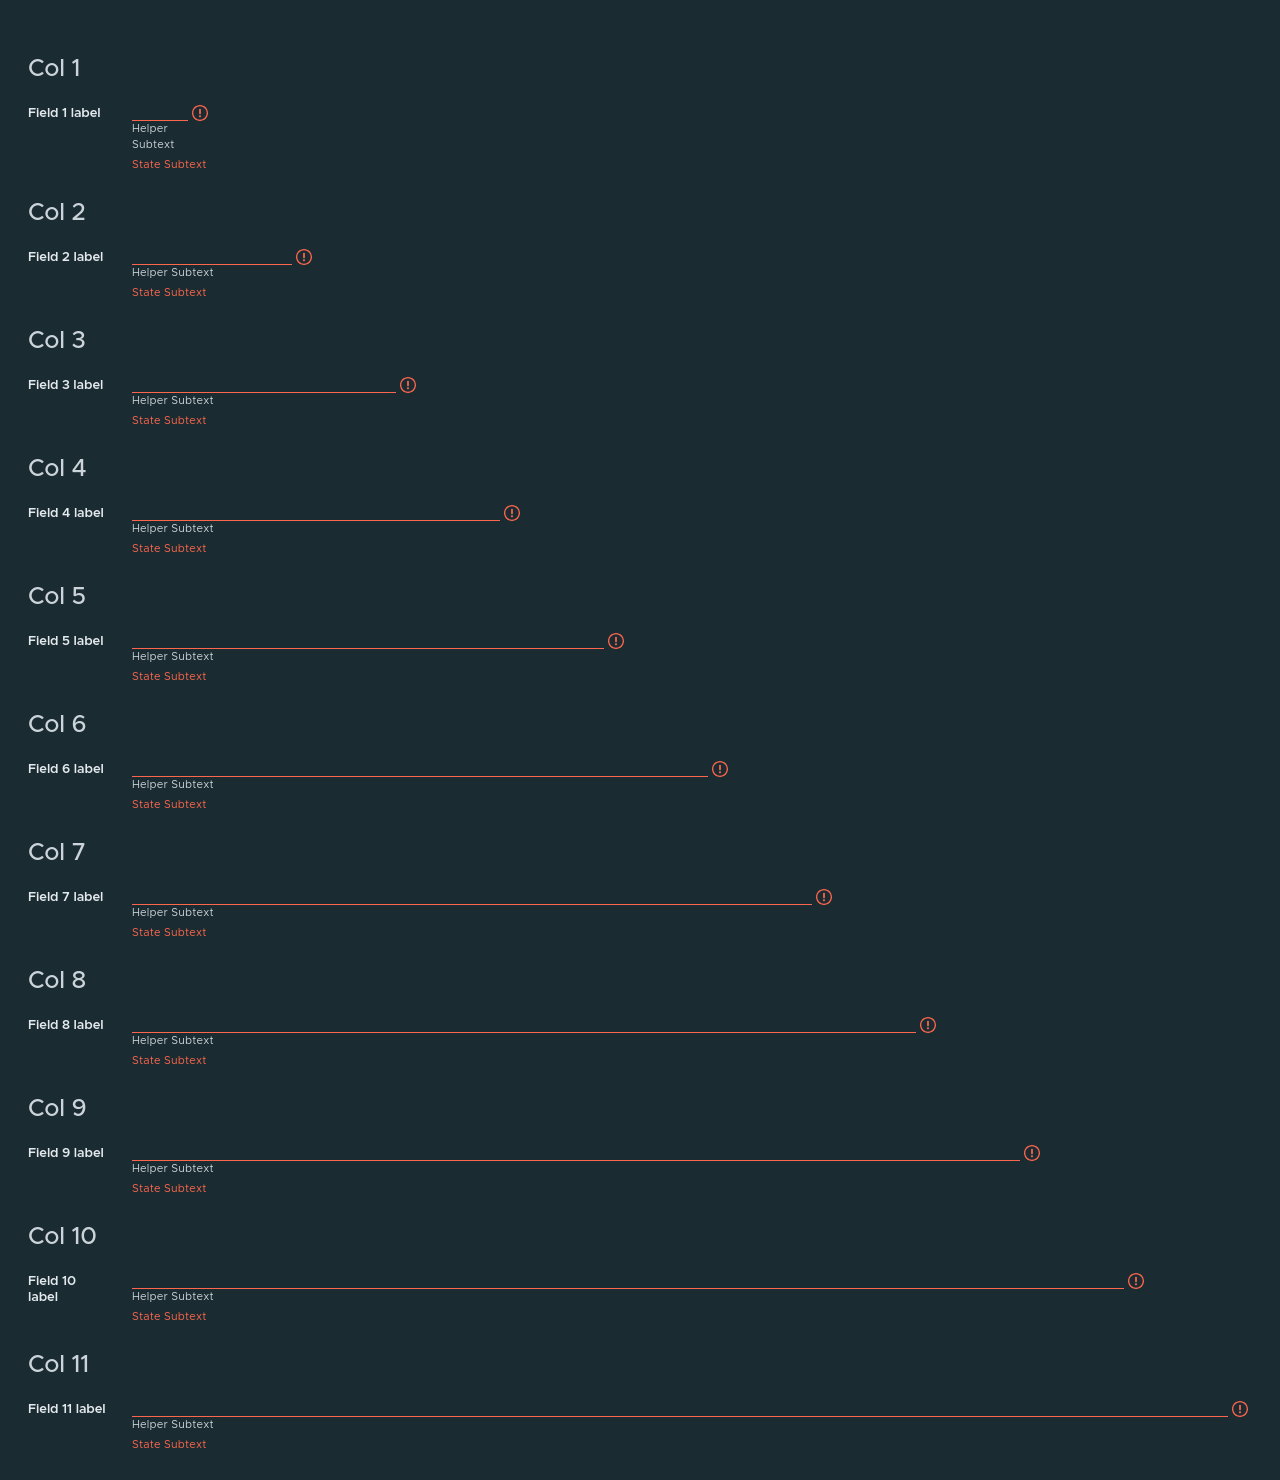 Col 1
Field 1 label
Helper
Subtext
State Subtext
Col 2
Field 2 label
Helper Subtext
State Subtext
Col 3
Field 3 label
Helper Subtext
State Subtext
Col 4
Field 4 label
Helper Subtext
State Subtext
Col 5
Field 5 label
Helper Subtext
State Subtext
Col 6
Field 6 label
Helper Subtext
State Subtext
Col 7
Field 7 label
Helper Subtext
State Subtext
Col 8
Field 8 label
Helper Subtext
State Subtext
Col 9
Field 9 label
Helper Subtext
State Subtext
Col 10
Field 10
label
Helper Subtext
State Subtext
Col 11
Field 11 label
Helper Subtext
State Subtext